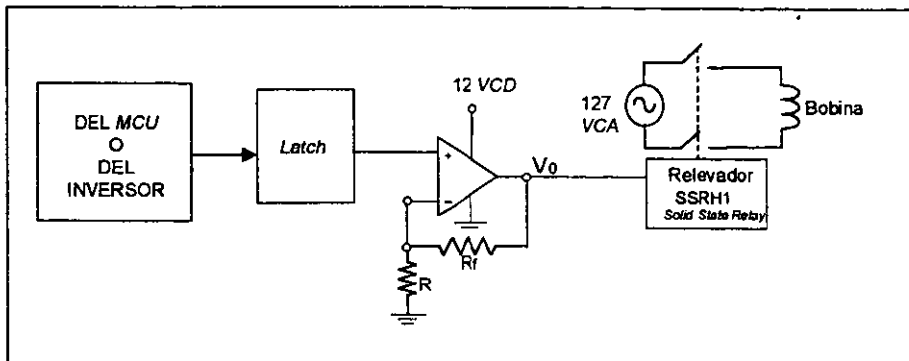 DEL MCU
O
DEL
INVERSOR
Latch
12 VCD
+
−
V0
Rf
R
127
VCA
Bobina
Relevador
SSRH1
Solid State Relay